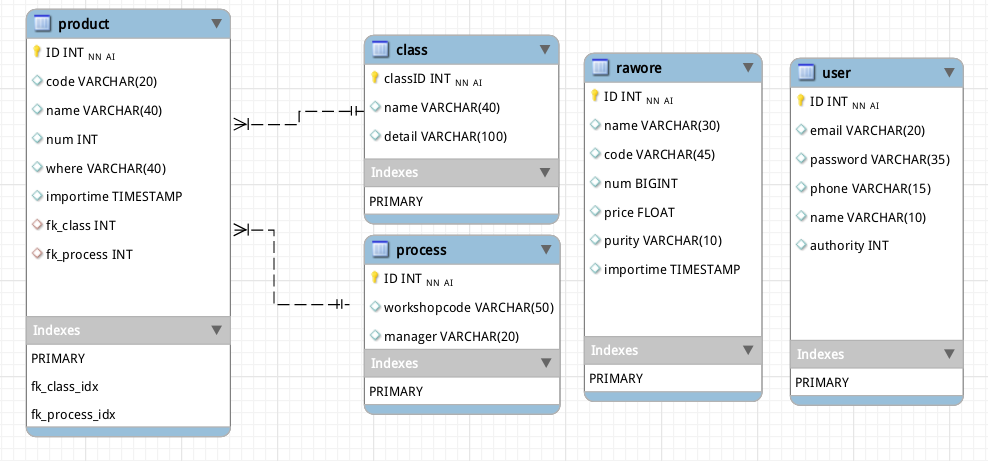 product
ID INT NN AI
code VARCHAR(20)
name VARCHAR(40)
num INT
where VARCHAR(40)
importime TIMESTAMP
fk_class INT
fk_process INT
Indexes
PRIMARY
fk_class_idx
fk_process_idx
class
classID INT NN AI
name VARCHAR(40)
detail VARCHAR(100)
Indexes
PRIMARY
process
ID INT NN AI
workshopcode VARCHAR(50)
manager VARCHAR(20)
Indexes
PRIMARY
rawore
ID INT NN AI
name VARCHAR(30)
code VARCHAR(45)
num BIGINT
price FLOAT
purity VARCHAR(10)
importime TIMESTAMP
Indexes
PRIMARY
user
ID INT NN AI
email VARCHAR(20)
password VARCHAR(35)
phone VARCHAR(15)
name VARCHAR(10)
authority INT
Indexes
PRIMARY